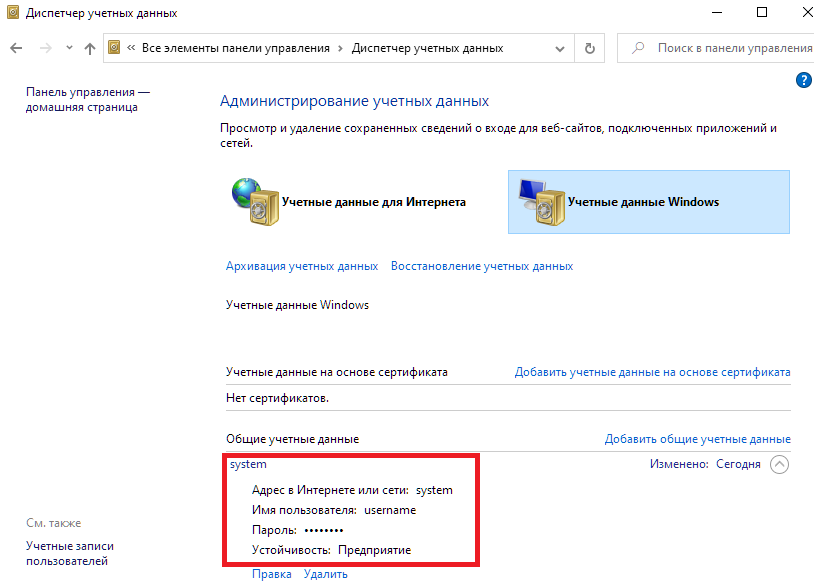 Диспетчер учетных данных
« Все элементы панели управления › Диспетчер учетных данных
Поиск в панели управления
?
Панель управления —
домашняя страница
Администрирование учетных данных
Просмотр и удаление сохраненных сведений о входе для веб-сайтов, подключенных приложений и
сетей.
Учетные данные для Интернета
Учетные данные Windows
Архивация учетных данных Восстановление учетных данных
Учетные данные Windows
Учетные данные на основе сертификата Добавить учетные данные на основе сертификата
Нет сертификатов.
Общие учетные данные Добавить общие учетные данные
system Изменено: Сегодня
Адрес в Интернете или сети: system
Имя пользователя: username
Пароль: ••••••••
Устойчивость: Предприятие
Правка Удалить
См. также
Учетные записи
пользователей